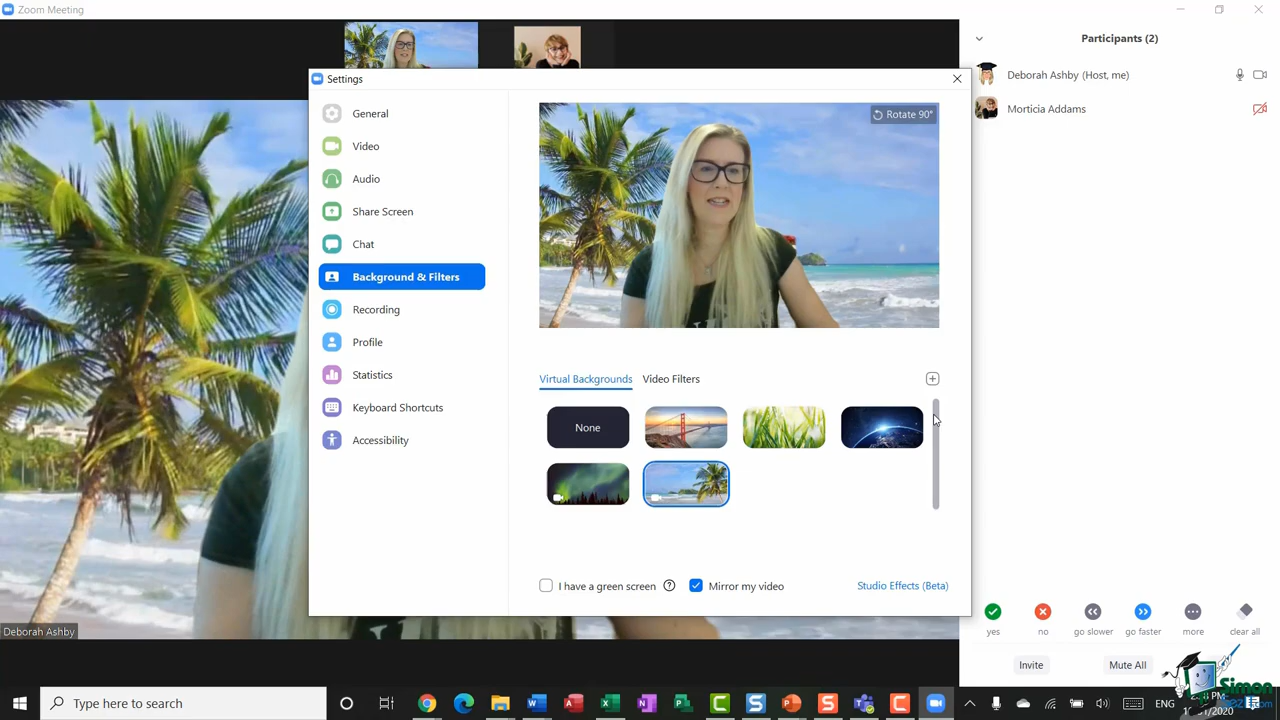 Zoom Meeting
Participants (2)
Deborah Ashby (Host, me)
Morticia Addams
Settings
General
Video
Audio
Share Screen
Chat
Background & Filters
Recording
Profile
Statistics
Keyboard Shortcuts
Accessibility
Rotate 90°
Virtual Backgrounds
Video Filters
None
I have a green screen
Mirror my video
Studio Effects (Beta)
Deborah Ashby
yes
no
go slower
go faster
more
clear all
Invite
Mute All
Type here to search
ENG
Simon